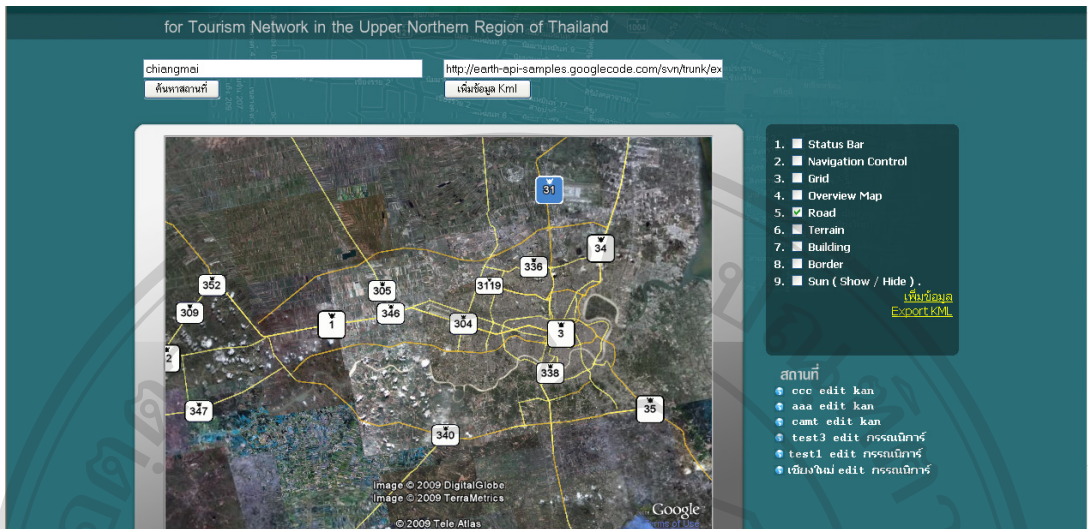 for Tourism Network in the Upper Northern Region of Thailand
chiangmai
http://earth-api-samples.googlecode.com/svn/trunk/ex
ค้นหาสถานที่
เพิ่มข้อมูล Kml
1. Status Bar
2. Navigation Control
3. Grid
4. Overview Map
5. Road
6. Terrain
7. Building
8. Border
9. Sun ( Show / Hide ) .
เพิ่มข้อมูล
Export KML
31
34
336
352
305
3119
309
346
1
304
3
2
338
347
35
340
Image © 2009 DigitalGlobe
Image © 2009 TerraMetrics
© 2009 Tele Atlas
Google
Terms of Use
สถานที่
ccc edit kan
aaa edit kan
camt edit kan
test3 edit กรรณนิการ์
test1 edit กรรณนิการ์
เชียงใหม่ edit กรรณนิการ์